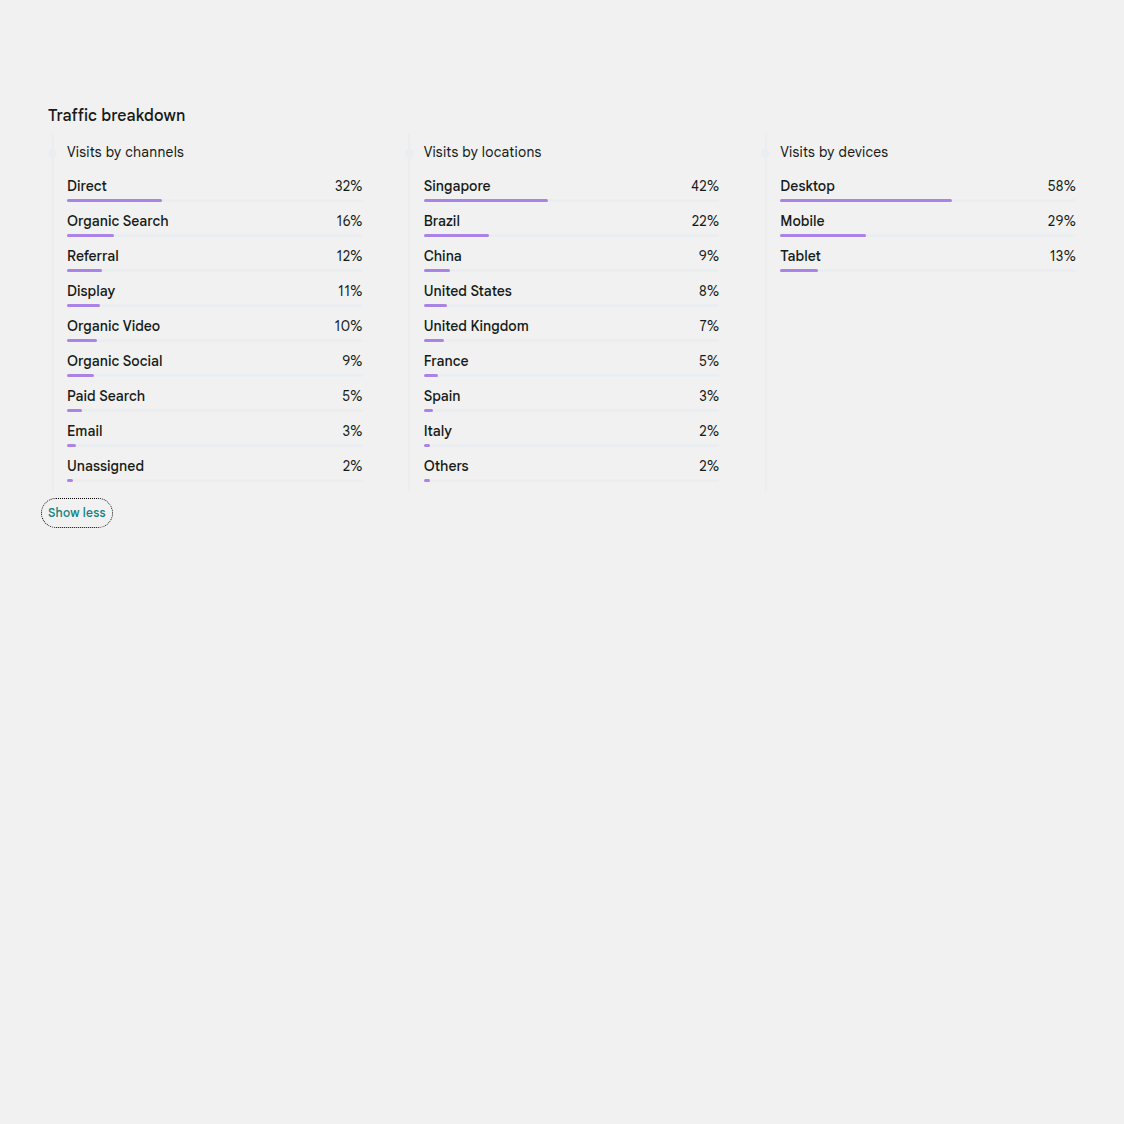 Traffic breakdown
Visits by channels
Direct 32%
Organic Search 16%
Referral 12%
Display 11%
Organic Video 10%
Organic Social 9%
Paid Search 5%
Email 3%
Unassigned 2%
Visits by locations
Singapore 42%
Brazil 22%
China 9%
United States 8%
United Kingdom 7%
France 5%
Spain 3%
Italy 2%
Others 2%
Visits by devices
Desktop 58%
Mobile 29%
Tablet 13%
Show less